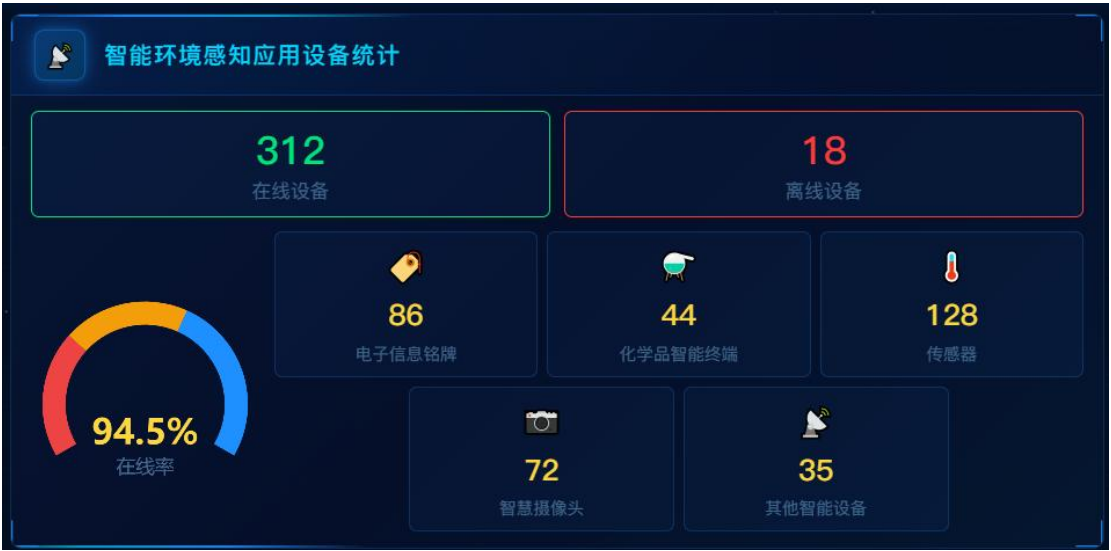 智能环境感知应用设备统计
312
在线设备
18
离线设备
94.5%
在线率
86
电子信息铭牌
44
化学品智能终端
128
传感器
72
智慧摄像头
35
其他智能设备